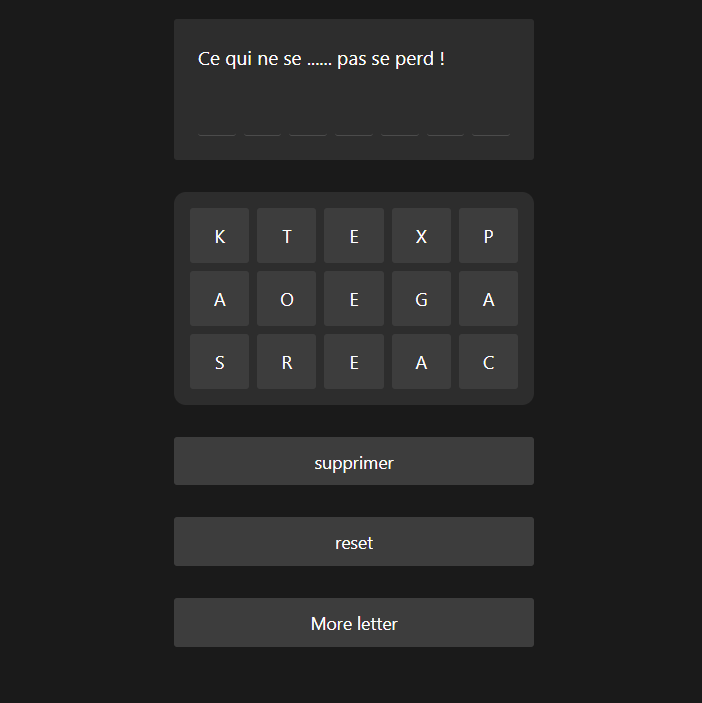 Ce qui ne se ...... pas se perd !
K T E X P
A O E G A
S R E A C
supprimer
reset
More letter